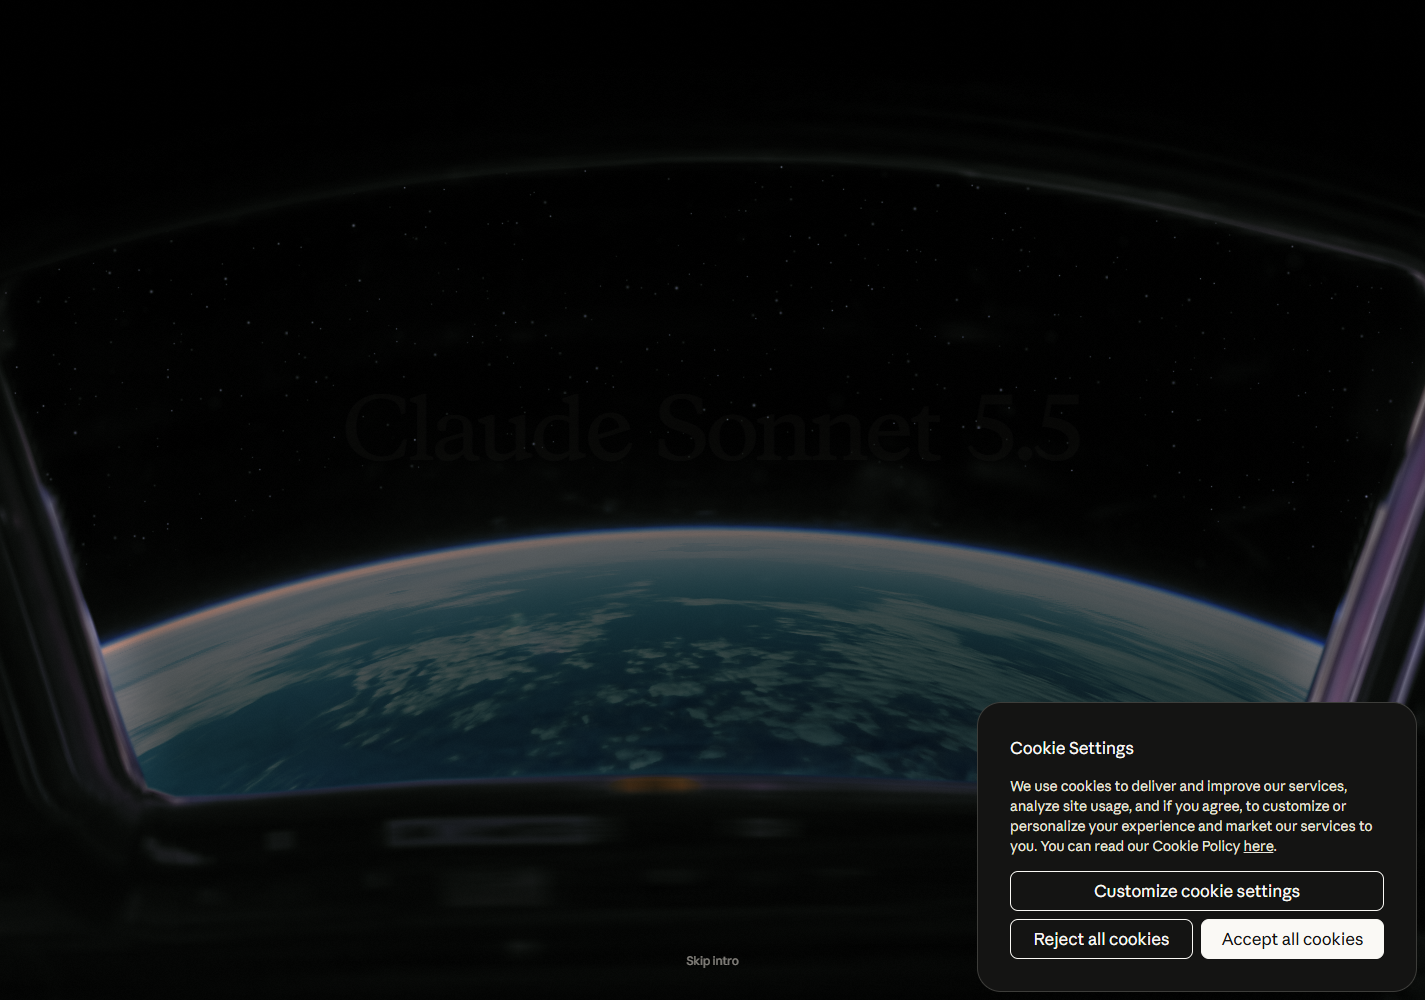 Claude Sonnet 5.5
Cookie Settings
We use cookies to deliver and improve our services,
analyze site usage, and if you agree, to customize or
personalize your experience and market our services to
you. You can read our Cookie Policy here.
Customize cookie settings
Reject all cookies
Accept all cookies
Skip intro